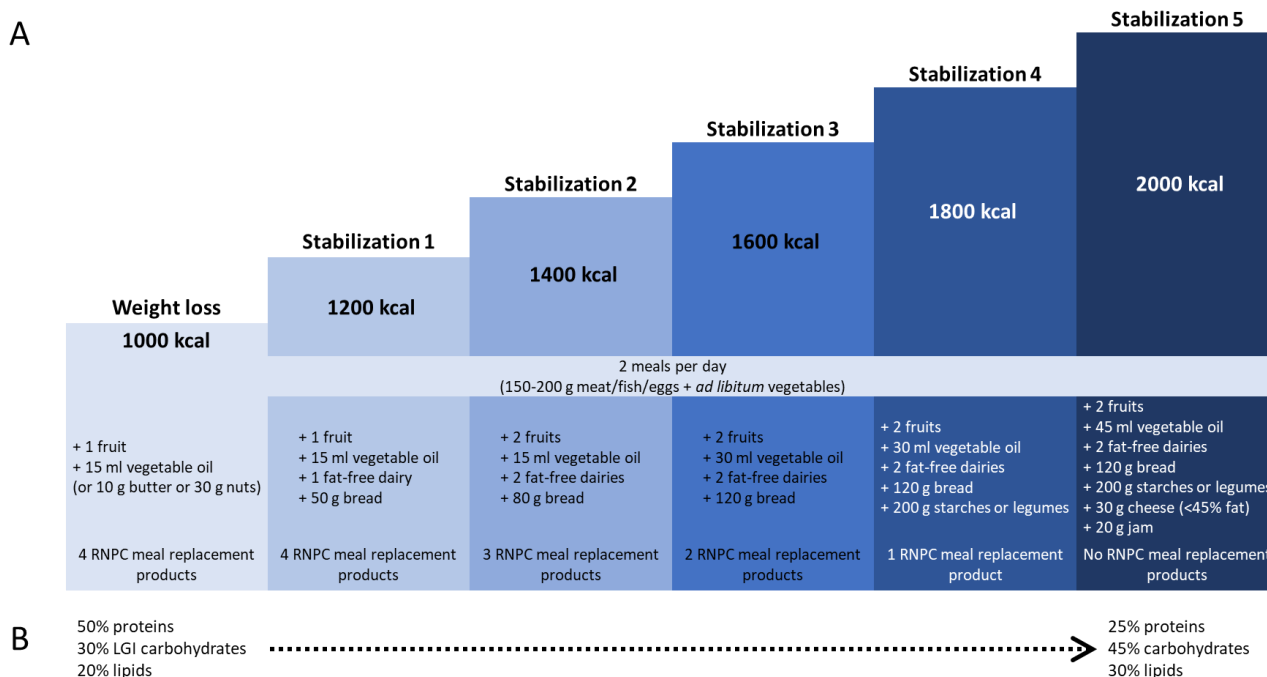 A
Weight loss
1000 kcal
Stabilization 1
1200 kcal
Stabilization 2
1400 kcal
Stabilization 3
1600 kcal
Stabilization 4
1800 kcal
Stabilization 5
2000 kcal
2 meals per day
(150-200 g meat/fish/eggs + ad libitum vegetables)
+ 1 fruit
+ 15 ml vegetable oil
(or 10 g butter or 30 g nuts)
4 RNPC meal replacement
products
+ 1 fruit
+ 15 ml vegetable oil
+ 1 fat-free dairy
+ 50 g bread
4 RNPC meal replacement
products
+ 2 fruits
+ 15 ml vegetable oil
+ 2 fat-free dairies
+ 80 g bread
3 RNPC meal replacement
products
+ 2 fruits
+ 30 ml vegetable oil
+ 2 fat-free dairies
+ 120 g bread
2 RNPC meal replacement
products
+ 2 fruits
+ 30 ml vegetable oil
+ 2 fat-free dairies
+ 120 g bread
+ 200 g starches or legumes
1 RNPC meal replacement
product
+ 2 fruits
+ 45 ml vegetable oil
+ 2 fat-free dairies
+ 120 g bread
+ 200 g starches or legumes
+ 30 g cheese (<45% fat)
+ 20 g jam
No RNPC meal replacement
products
B
50% proteins
30% LGI carbohydrates
20% lipids
25% proteins
45% carbohydrates
30% lipids